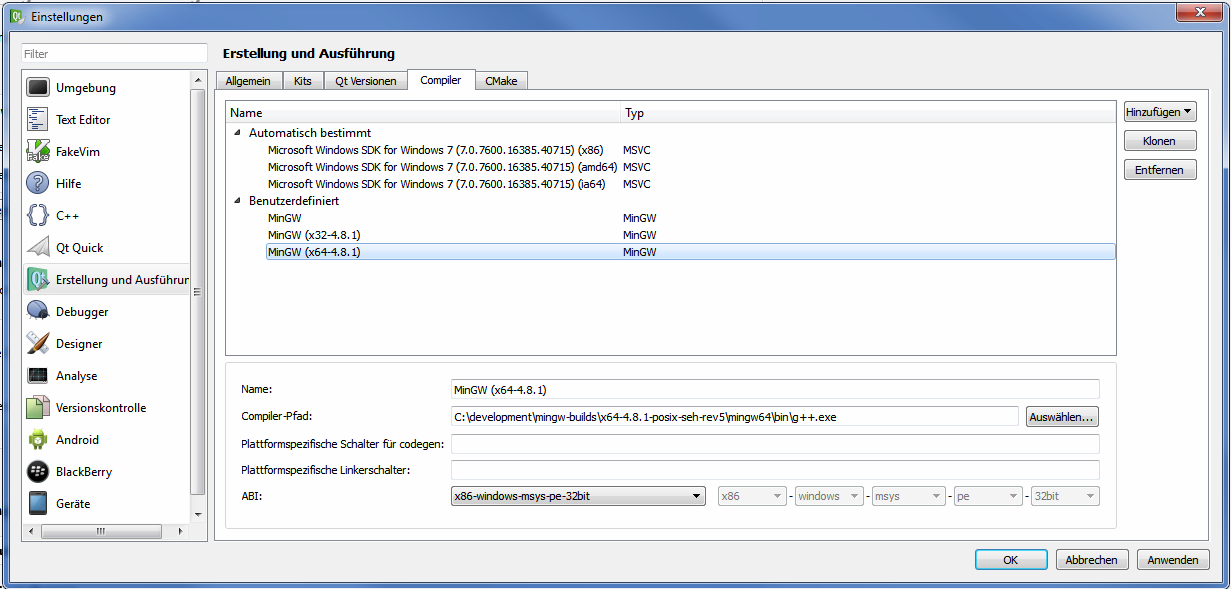 Einstellungen
Filter
Umgebung
Text Editor
FakeVim
Hilfe
C++
Qt Quick
Erstellung und Ausführun
Debugger
Designer
Analyse
Versionskontrolle
Android
BlackBerry
Geräte
Erstellung und Ausführung
Allgemein Kits Qt Versionen Compiler CMake
Name Typ
Automatisch bestimmt
Microsoft Windows SDK for Windows 7 (7.0.7600.16385.40715) (x86) MSVC
Microsoft Windows SDK for Windows 7 (7.0.7600.16385.40715) (amd64) MSVC
Microsoft Windows SDK for Windows 7 (7.0.7600.16385.40715) (ia64) MSVC
Benutzerdefiniert
MinGW MinGW
MinGW (x32-4.8.1) MinGW
MinGW (x64-4.8.1) MinGW
Hinzufügen
Klonen
Entfernen
Name: MinGW (x64-4.8.1)
Compiler-Pfad: C:\development\mingw-builds\x64-4.8.1-posix-seh-rev5\mingw64\bin\g++.exe Auswählen...
Plattformspezifische Schalter für codegen:
Plattformspezifische Linkerschalter:
ABI: x86-windows-msys-pe-32bit x86 - windows - msys - pe - 32bit
OK Abbrechen Anwenden